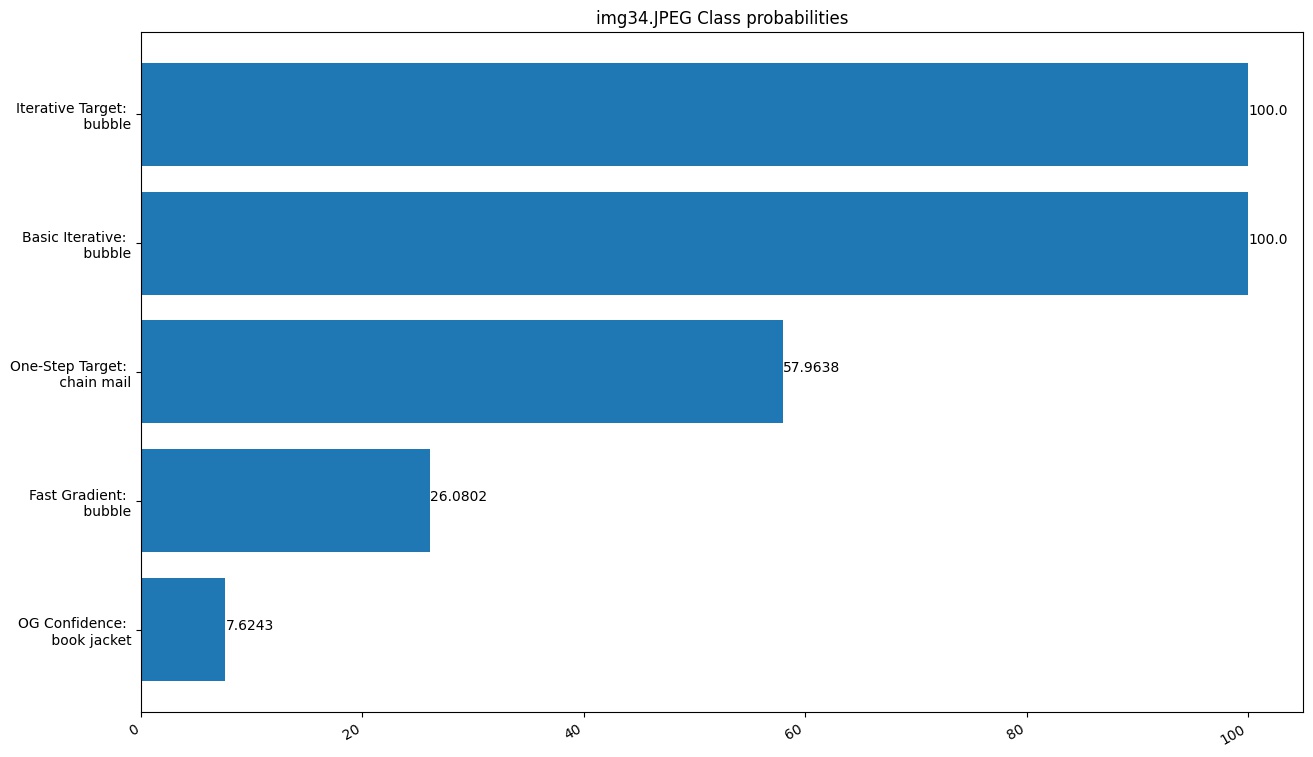 img34.JPEG Class probabilities
Iterative Target:
bubble
100.0
Basic Iterative:
bubble
100.0
One-Step Target:
chain mail
57.9638
Fast Gradient:
bubble
26.0802
OG Confidence:
book jacket
7.6243
0 20 40 60 80 100